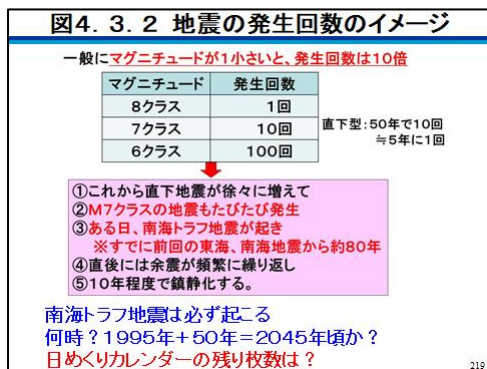 図4.3.2 地震の発生回数のイメージ
一般にマグニチュードが1小さいと、発生回数は10倍
マグニチュード 発生回数
8クラス 1回
7クラス 10回
6クラス 100回
直下型:50年で10回
≒5年に1回
①これから直下地震が徐々に増えて
②M7クラスの地震もたびたび発生
③ある日、南海トラフ地震が起き
※すでに前回の東海、南海地震から約80年
④直後には余震が頻繁に繰り返し
⑤10年程度で鎮静化する。
南海トラフ地震は必ず起こる
何時?1995年+50年=2045年頃か?
日めくりカレンダーの残り枚数は?
219